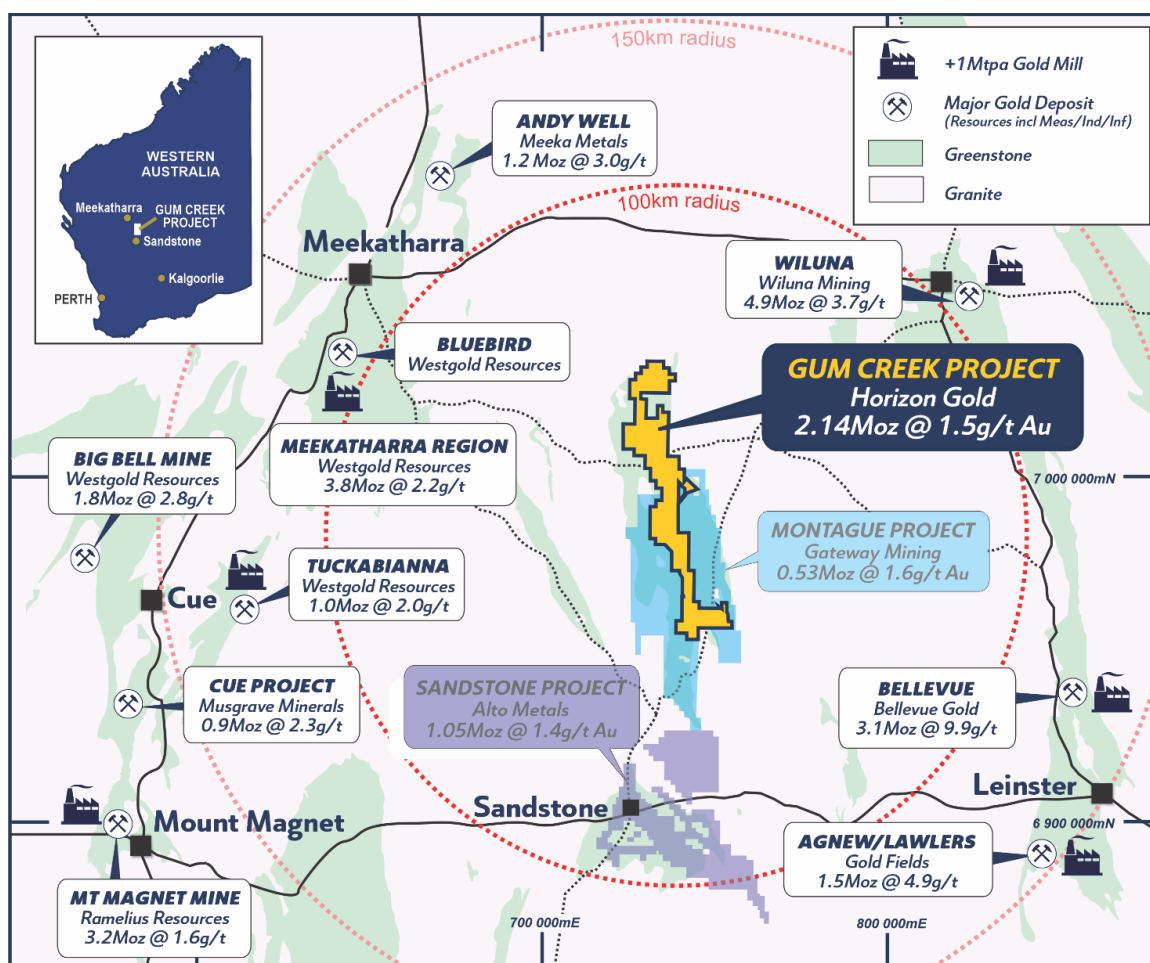 150km radius
+1Mtpa Gold Mill
Major Gold Deposit
(Resources incl Meas/Ind/Inf)
Greenstone
Granite
WESTERN
AUSTRALIA
Meekatharra
GUM CREEK
PROJECT
Sandstone
Kalgoorlie
PERTH
ANDY WELL
Meeka Metals
1.2 Moz @ 3.0g/t
100km radius
Meekatharra
WILUNA
Wiluna Mining
4.9Moz @ 3.7g/t
BLUEBIRD
Westgold Resources
GUM CREEK PROJECT
Horizon Gold
2.14Moz @ 1.5g/t Au
MEEKATHARRA REGION
Westgold Resources
3.8Moz @ 2.2g/t
BIG BELL MINE
Westgold Resources
1.8Moz @ 2.8g/t
7 000 000mN
MONTAGUE PROJECT
Gateway Mining
0.53Moz @ 1.6g/t Au
TUCKABIANNA
Westgold Resources
1.0Moz @ 2.0g/t
Cue
CUE PROJECT
Musgrave Minerals
0.9Moz @ 2.3g/t
SANDSTONE PROJECT
Alto Metals
1.05Moz @ 1.4g/t Au
BELLEVUE
Bellevue Gold
3.1Moz @ 9.9g/t
Leinster
Sandstone
Mount Magnet
6 900 000mN
AGNEW/LAWLERS
Gold Fields
1.5Moz @ 4.9g/t
MT MAGNET MINE
Ramelius Resources
3.2Moz @ 1.6g/t
700 000mE
800 000mE